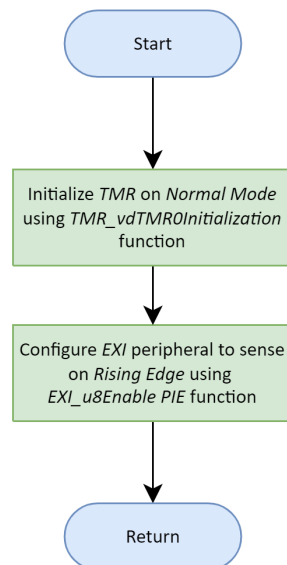 Start
Initialize TMR on Normal Mode
using TMR_vdTMR0Initialization
function
Configure EXI peripheral to sense
on Rising Edge using
EXI_u8Enable PIE function
Return